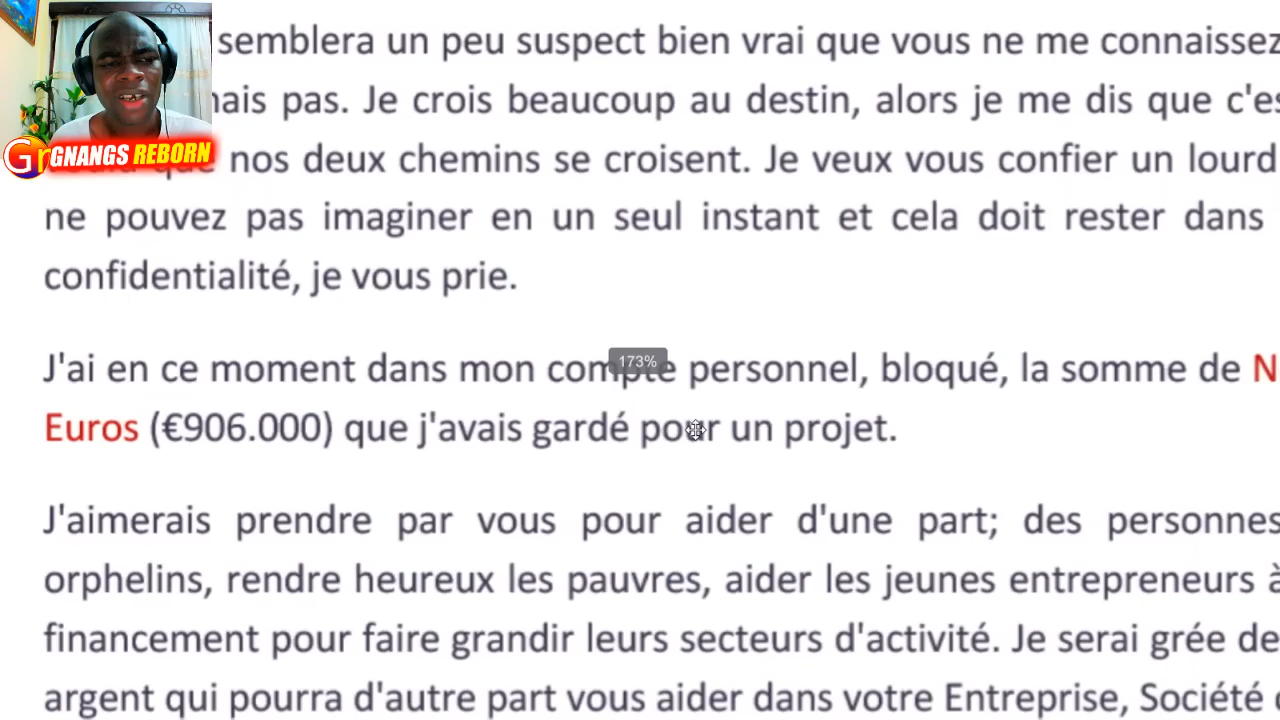 semblera un peu suspect bien vrai que vous ne me connaissez
pas. Je crois beaucoup au destin, alors je me dis que
Gr GNANGS REBORN
que nos deux chemins se croisent. Je veux vous confier un lourd
ne pouvez pas imaginer en un seul instant et cela doit rester dans
confidentialité, je vous prie.
173%
J'ai en ce moment dans mon compte personnel, bloqué, la somme de N
Euros (€906.000) que j'avais gardé pour un projet.
J'aimerais prendre par vous pour aider d'une part; des personnes
orphelins, rendre heureux les pauvres, aider les jeunes entrepreneurs à
financement pour faire grandir leurs secteurs d'activité. Je serai grée de
argent qui pourra d'autre part vous aider dans votre Entreprise, Société